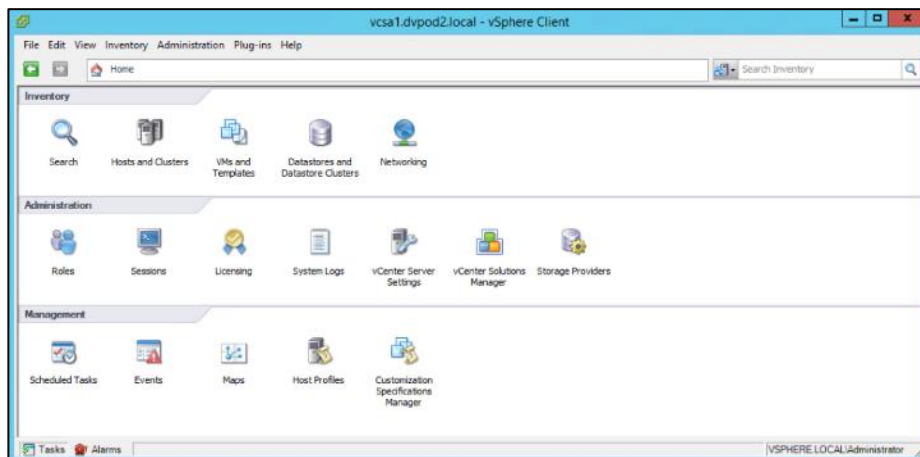 vcsa1.dvpod2.local - vSphere Client
File Edit View Inventory Administration Plug-ins Help
Home
Search Inventory
Inventory
Search
Hosts and Clusters
VMs and
Templates
Datastores and
Datastore Clusters
Networking
Administration
Roles
Sessions
Licensing
System Logs
vCenter Server
Settings
vCenter Solutions
Manager
Storage Providers
Management
Scheduled Tasks
Events
Maps
Host Profiles
Customization
Specifications
Manager
Tasks
Alarms
VSPHERE.LOCAL\Administrator